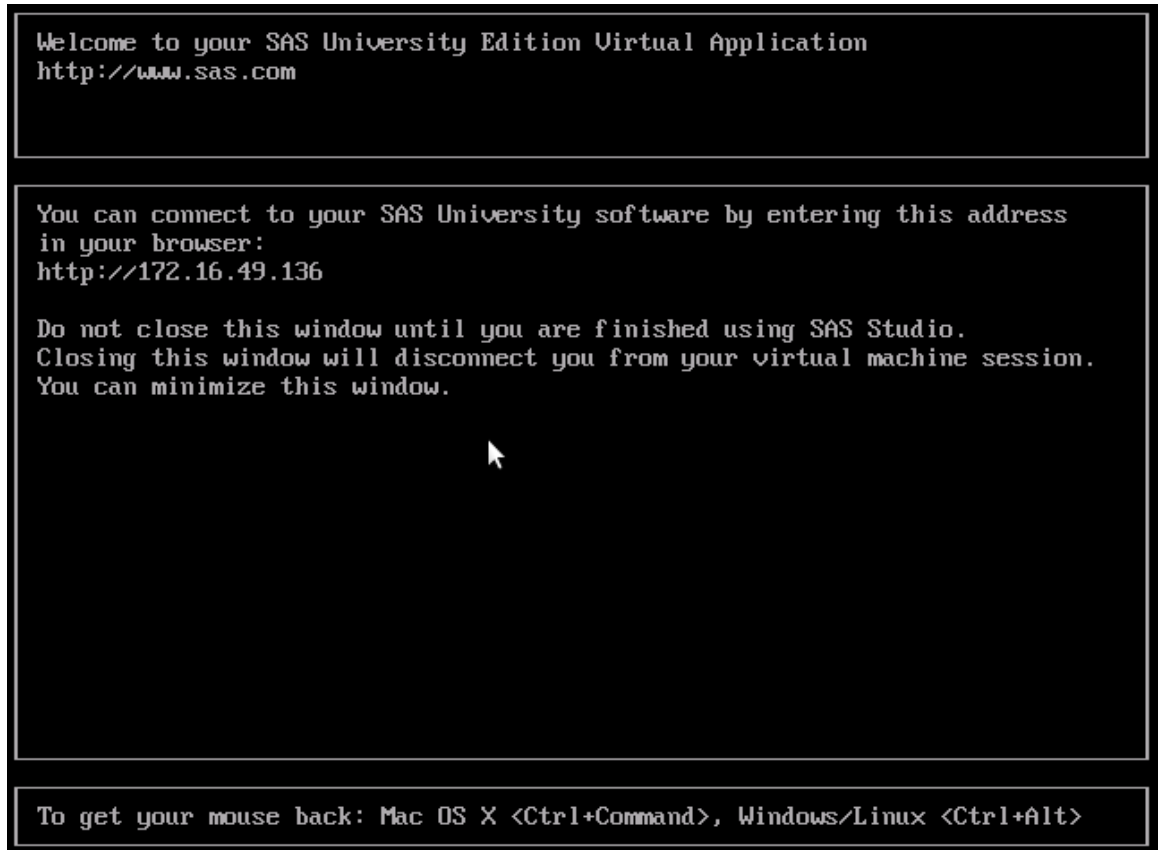 Welcome to your SAS University Edition Virtual Application
http://www.sas.com
You can connect to your SAS University software by entering this address
in your browser:
http://172.16.49.136
Do not close this window until you are finished using SAS Studio.
Closing this window will disconnect you from your virtual machine session.
You can minimize this window.
To get your mouse back: Mac OS X <Ctrl+Command>, Windows/Linux <Ctrl+Alt>